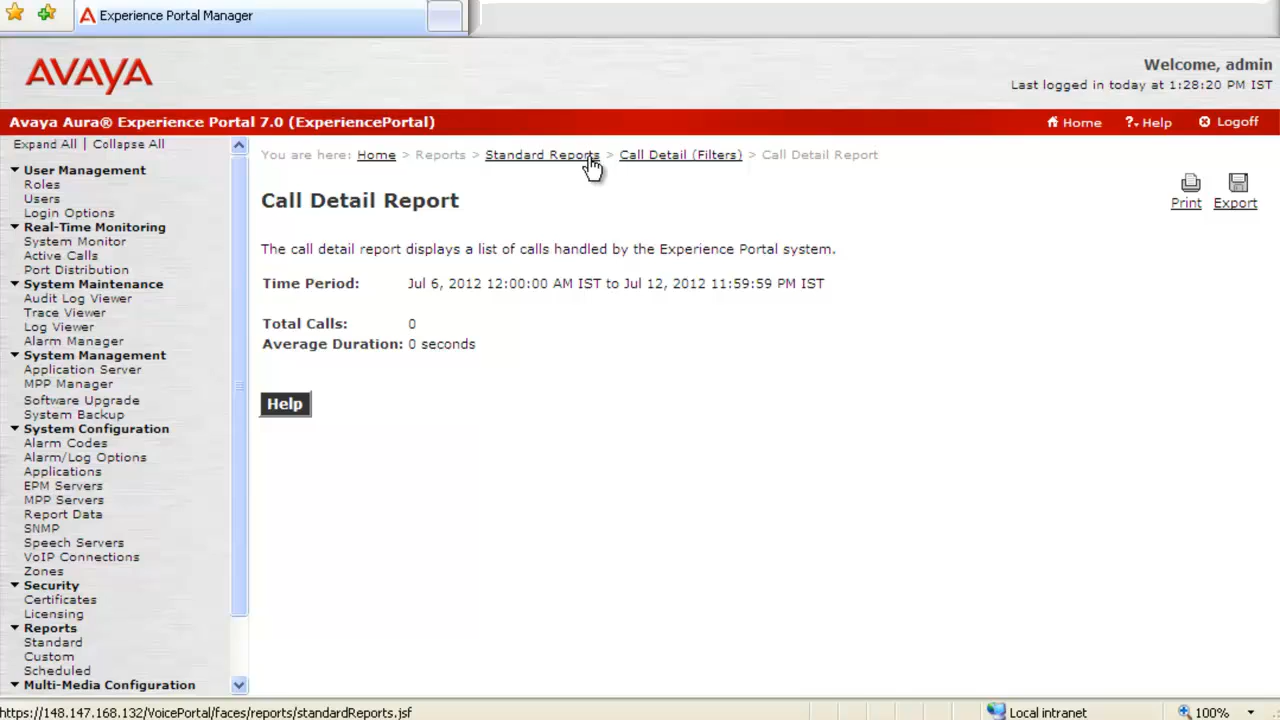 Experience Portal Manager
AVAYA
Welcome, admin
Last logged in today at 1:28:20 PM IST
Avaya Aura® Experience Portal 7.0 (ExperiencePortal)
Home
?. Help
Logoff
Expand All | Collapse All
You are here: Home > Reports > Standard Reports > Call Detail (Filters) > Call Detail Report
User Management
Roles
Users
Login Options
Real-Time Monitoring
System Monitor
Active Calls
Port Distribution
System Maintenance
Audit Log Viewer
Trace Viewer
Log Viewer
Alarm Manager
System Management
Application Server
MPP Manager
Software Upgrade
System Backup
System Configuration
Alarm Codes
Alarm/Log Options
Applications
EPM Servers
MPP Servers
Report Data
SNMP
Speech Servers
VoIP Connections
Zones
Security
Certificates
Licensing
Reports
Standard
Custom
Scheduled
Multi-Media Configuration
Call Detail Report
Print
Export
The call detail report displays a list of calls handled by the Experience Portal system.
Time Period: Jul 6, 2012 12:00:00 AM IST to Jul 12, 2012 11:59:59 PM IST
Total Calls: 0
Average Duration: 0 seconds
Help
https://148.147.168.132/VoicePortal/faces/reports/standardReports.jsf
Local intranet
100%